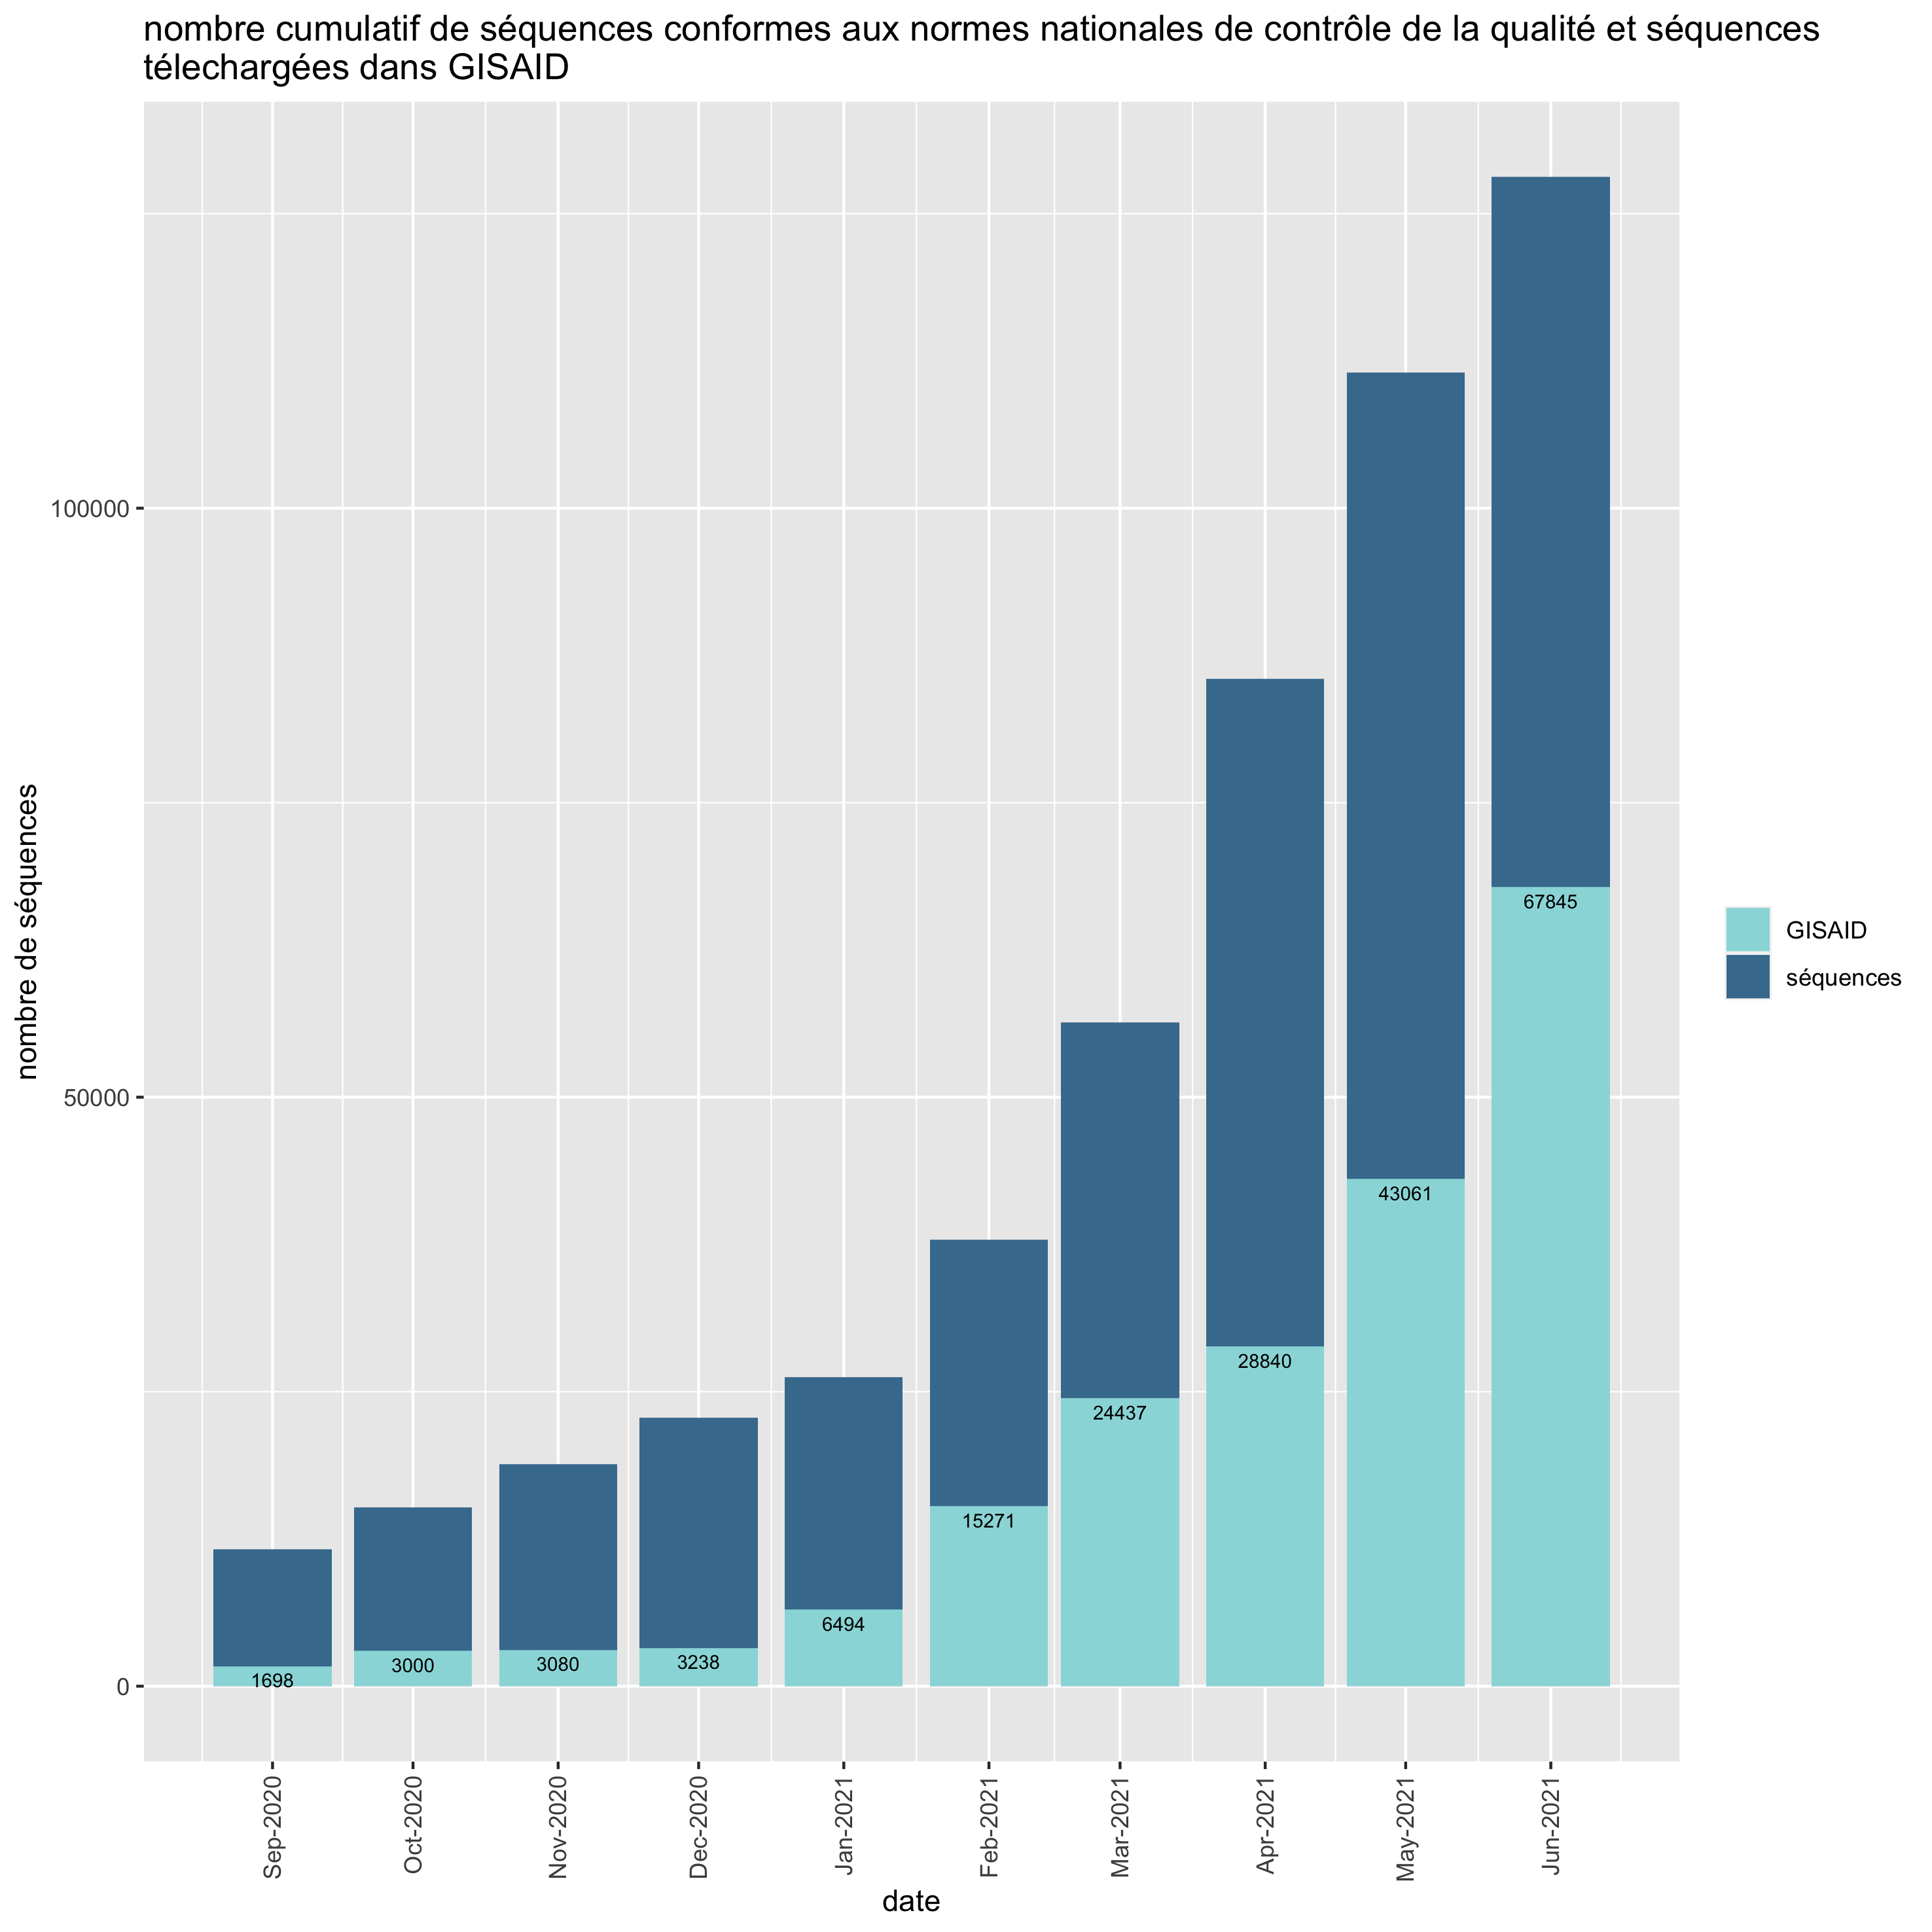 nombre cumulatif de séquences conformes aux normes nationales de contrôle de la qualité et séquences
télechargées dans GISAID
nombre de séquences
100000
50000
0
67845
43061
28840
24437
15271
6494
3238
3080
3000
1698
Sep-2020
Oct-2020
Nov-2020
Dec-2020
Jan-2021
Feb-2021
Mar-2021
Apr-2021
May-2021
Jun-2021
date
GISAID
séquences